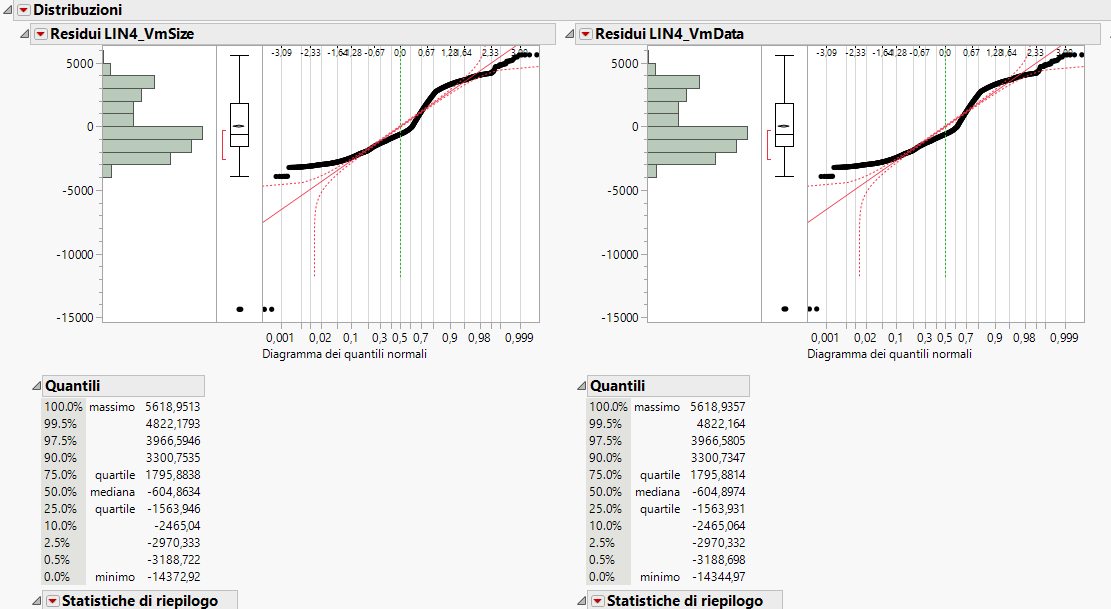 Distribuzioni
Residui LIN4_VmSize
-3,09 -2,33 -1,64 -1,28 -0,67 0,0 0,67 1,28 1,64 2,33 3,09
5000
0
-5000
-10000
-15000
0,001 0,02 0,1 0,3 0,5 0,7 0,9 0,98 0,999
Diagramma dei quantili normali
Quantili
100.0% massimo 5618,9513
99.5% 4822,1793
97.5% 3966,5946
90.0% 3300,7535
75.0% quartile 1795,8838
50.0% mediana -604,8634
25.0% quartile -1563,946
10.0% -2465,04
2.5% -2970,333
0.5% -3188,722
0.0% minimo -14372,92
Statistiche di riepilogo
Residui LIN4_VmData
-3,09 -2,33 -1,64 -1,28 -0,67 0,0 0,67 1,28 1,64 2,33 3,09
5000
0
-5000
-10000
-15000
0,001 0,02 0,1 0,3 0,5 0,7 0,9 0,98 0,999
Diagramma dei quantili normali
Quantili
100.0% massimo 5618,9357
99.5% 4822,164
97.5% 3966,5805
90.0% 3300,7347
75.0% quartile 1795,8814
50.0% mediana -604,8974
25.0% quartile -1563,931
10.0% -2465,064
2.5% -2970,332
0.5% -3188,698
0.0% minimo -14344,97
Statistiche di riepilogo